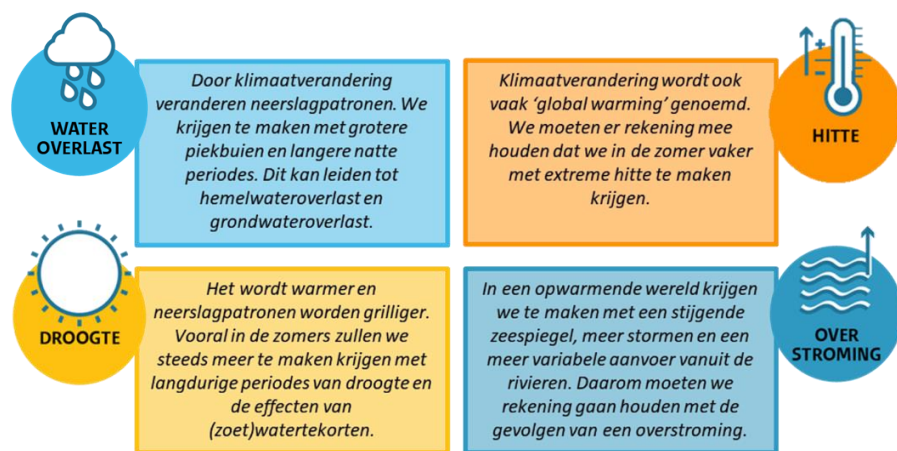 WATER
OVERLAST
Door klimaatverandering
veranderen neerslagpatronen. We
krijgen te maken met grotere
piekbuien en langere natte
periodes. Dit kan leiden tot
hemelwateroverlast en
grondwateroverlast.
Klimaatverandering wordt ook
vaak ‘global warming’ genoemd.
We moeten er rekening mee
houden dat we in de zomer vaker
met extreme hitte te maken
krijgen.
HITTE
DROOGTE
Het wordt warmer en
neerslagpatronen worden grilliger.
Vooral in de zomers zullen we
steeds meer te maken krijgen met
langdurige periodes van droogte en
de effecten van
(zoet)watertekorten.
In een opwarmende wereld krijgen
we te maken met een stijgende
zeespiegel, meer stormen en een
meer variabele aanvoer vanuit de
rivieren. Daarom moeten we
rekening gaan houden met de
gevolgen van een overstroming.
OVER
STROMING